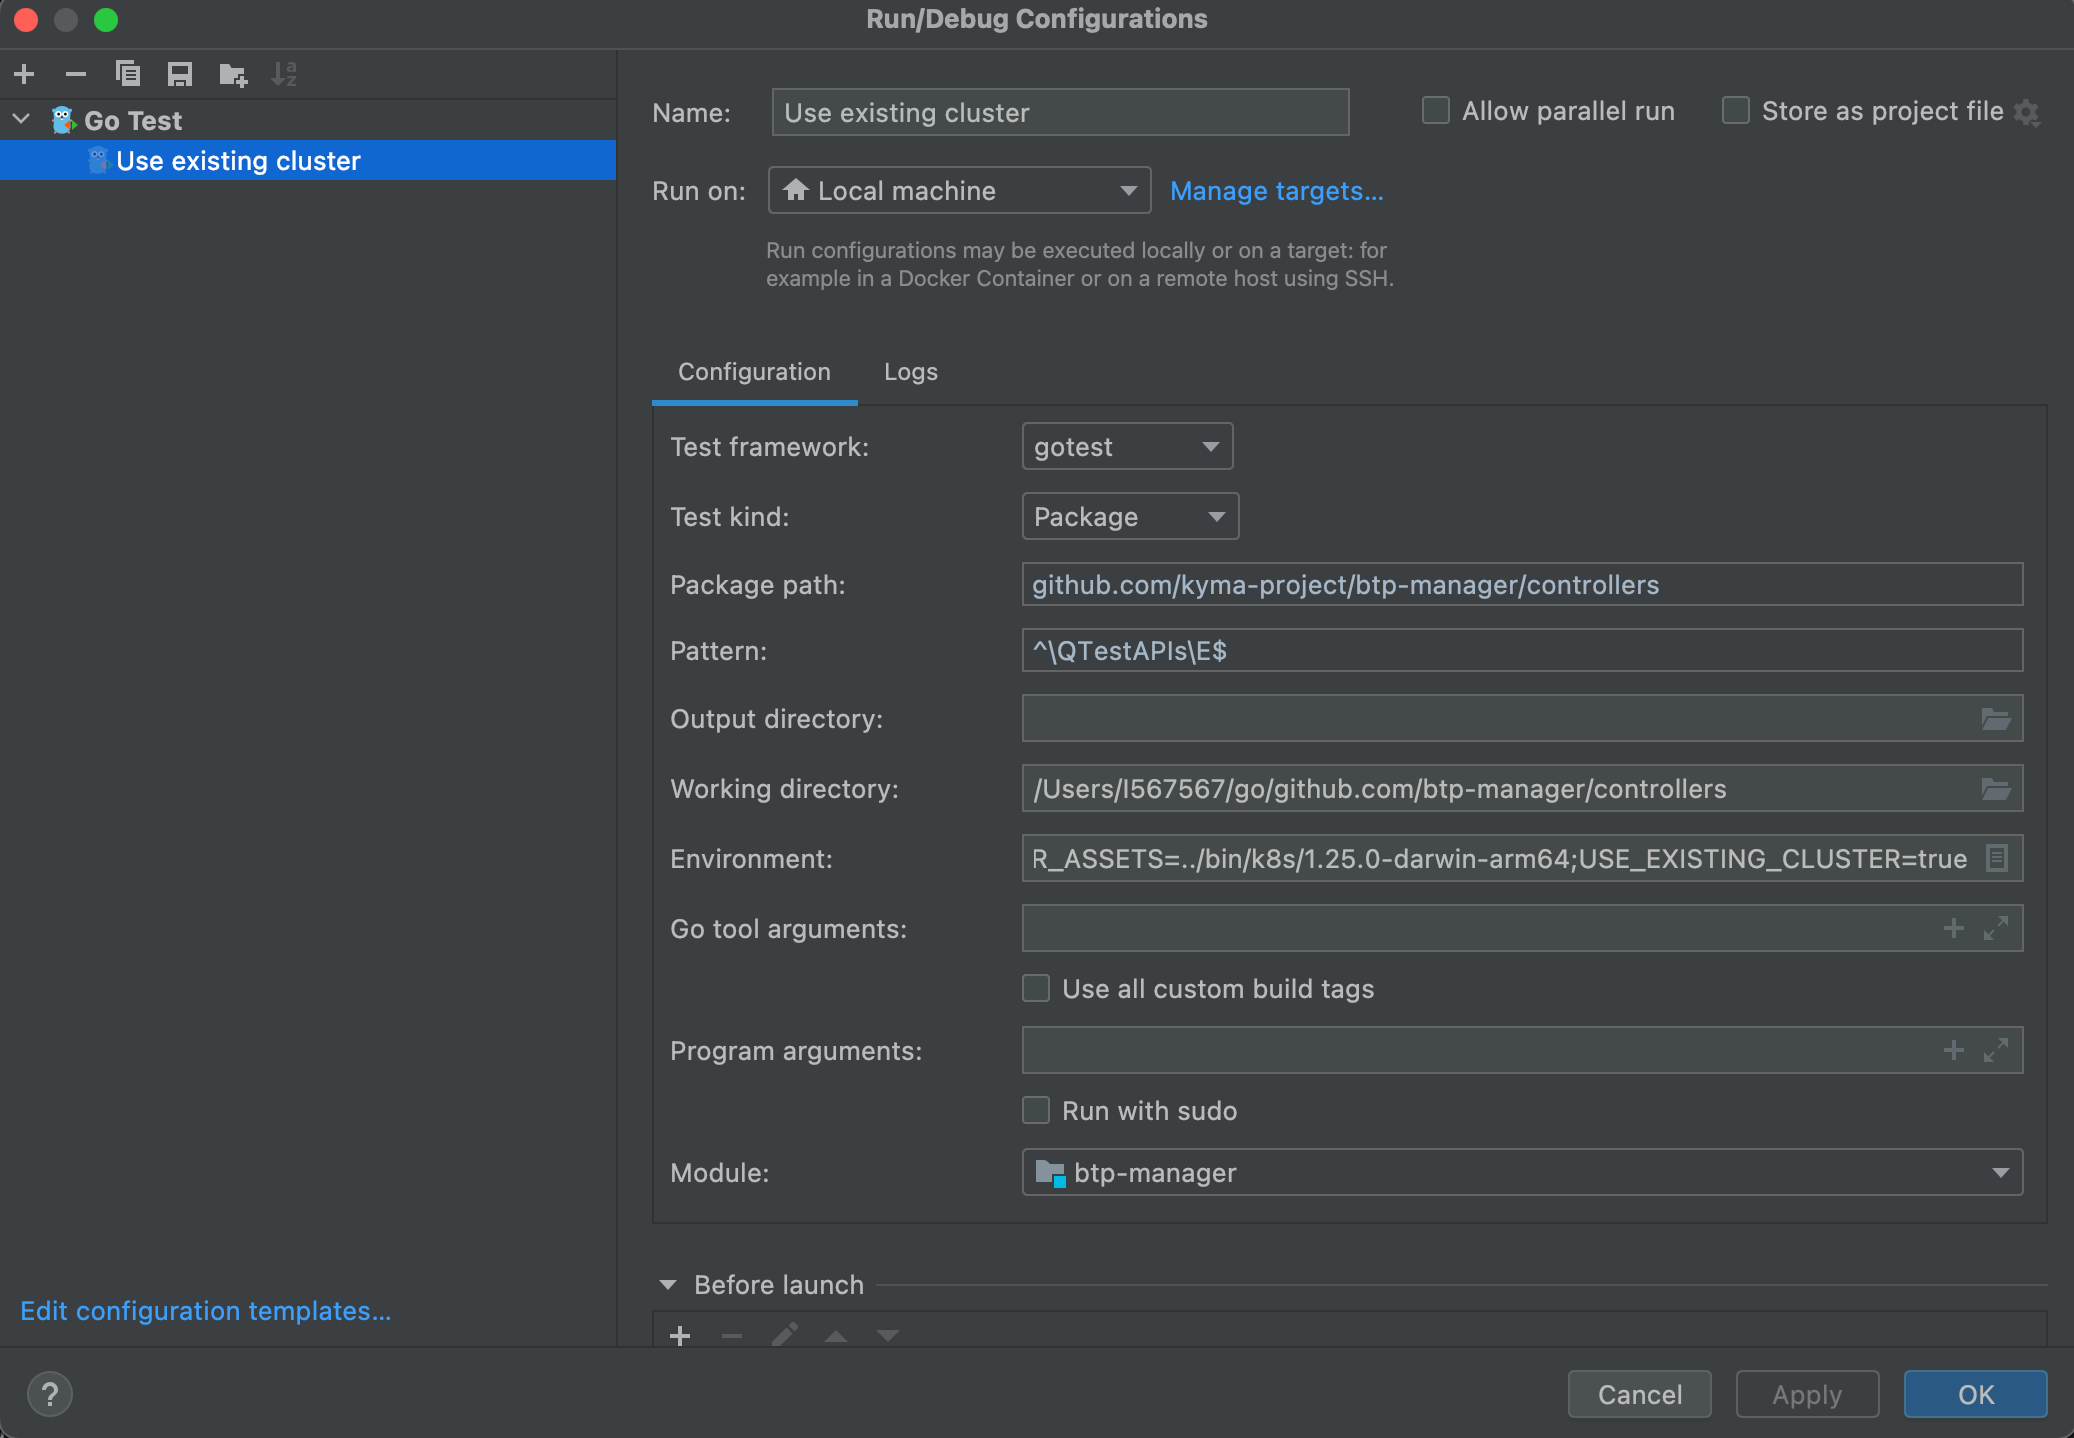 Run/Debug Configurations
Go Test
Use existing cluster
Edit configuration templates...
Name: Use existing cluster
Allow parallel run
Store as project file
Run on: Local machine Manage targets...
Run configurations may be executed locally or on a target: for
example in a Docker Container or on a remote host using SSH.
Configuration Logs
Test framework: gotest
Test kind: Package
Package path: github.com/kyma-project/btp-manager/controllers
Pattern: ^\QTestAPIs\E$
Output directory:
Working directory: /Users/I567567/go/github.com/btp-manager/controllers
Environment: R_ASSETS=../bin/k8s/1.25.0-darwin-arm64;USE_EXISTING_CLUSTER=true
Go tool arguments:
Use all custom build tags
Program arguments:
Run with sudo
Module: btp-manager
Before launch
? Cancel Apply OK